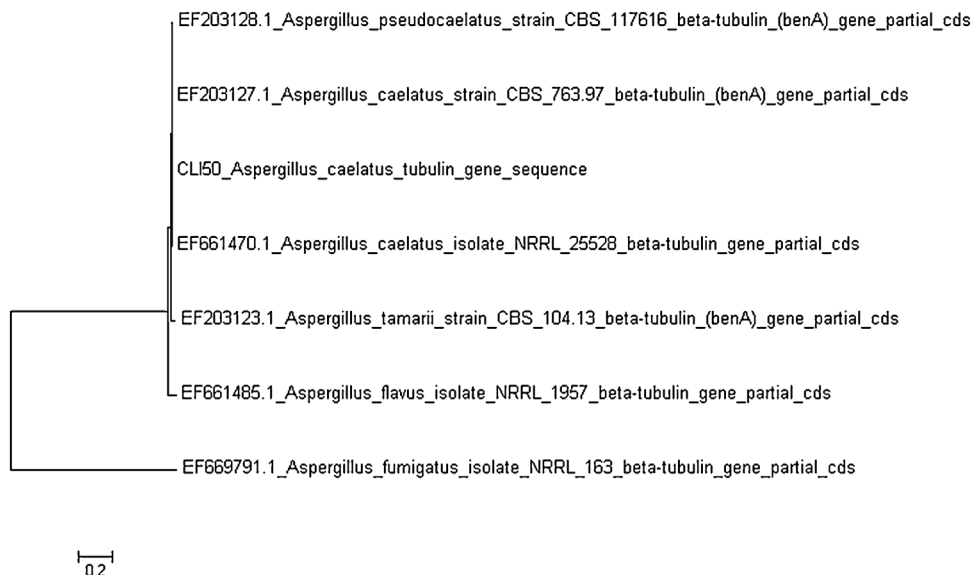 EF203128.1_Aspergillus_pseudocaelatus_strain_CBS_117616_beta-tubulin_(benA)_gene_partial_cds
EF203127.1_Aspergillus_caelatus_strain_CBS_763.97_beta-tubulin_(benA)_gene_partial_cds
CLI50_Aspergillus_caelatus_tubulin_gene_sequence
EF661470.1_Aspergillus_caelatus_isolate_NRRL_25528_beta-tubulin_gene_partial_cds
EF203123.1_Aspergillus_tamarii_strain_CBS_104.13_beta-tubulin_(benA)_gene_partial_cds
EF661485.1_Aspergillus_flavus_isolate_NRRL_1957_beta-tubulin_gene_partial_cds
EF669791.1_Aspergillus_fumigatus_isolate_NRRL_163_beta-tubulin_gene_partial_cds
0.2